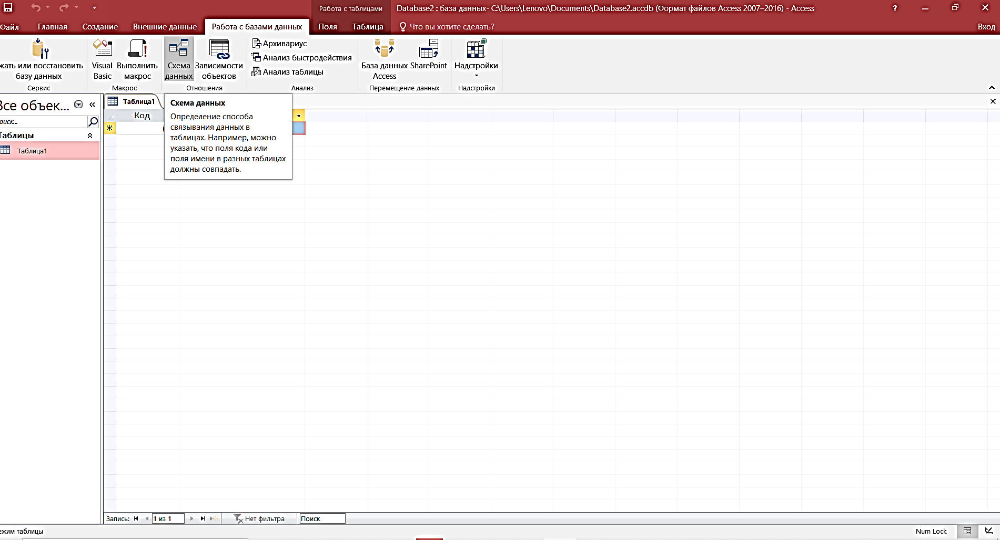 Работа с таблицами
Database2 : база данных- C:\Users\Lenovo\Documents\Database2.accdb (Формат файлов Access 2007–2016) - Access
?
Файл Главная Создание Внешние данные Работа с базами данных Поля Таблица Что вы хотите сделать? Вход
жать или восстановить
базу данных
Сервис
Visual
Basic
Выполнить
макрос
Макрос
Схема
данных
Зависимости
объектов
Отношения
Архивариус
Анализ быстродействия
Анализ таблицы
Анализ
База данных
Access
SharePoint
Перемещение данных
Надстройки
Надстройки
Все объек...
оиск...
Таблицы
Таблица1
Таблица1
Код
Схема данных
Определение способа
связывания данных в
таблицах. Например, можно
указать, что поля кода или
поля имени в разных таблицах
должны совпадать.
Запись: 1 из 1 Нет фильтра Поиск
ежим таблицы
Num Lock